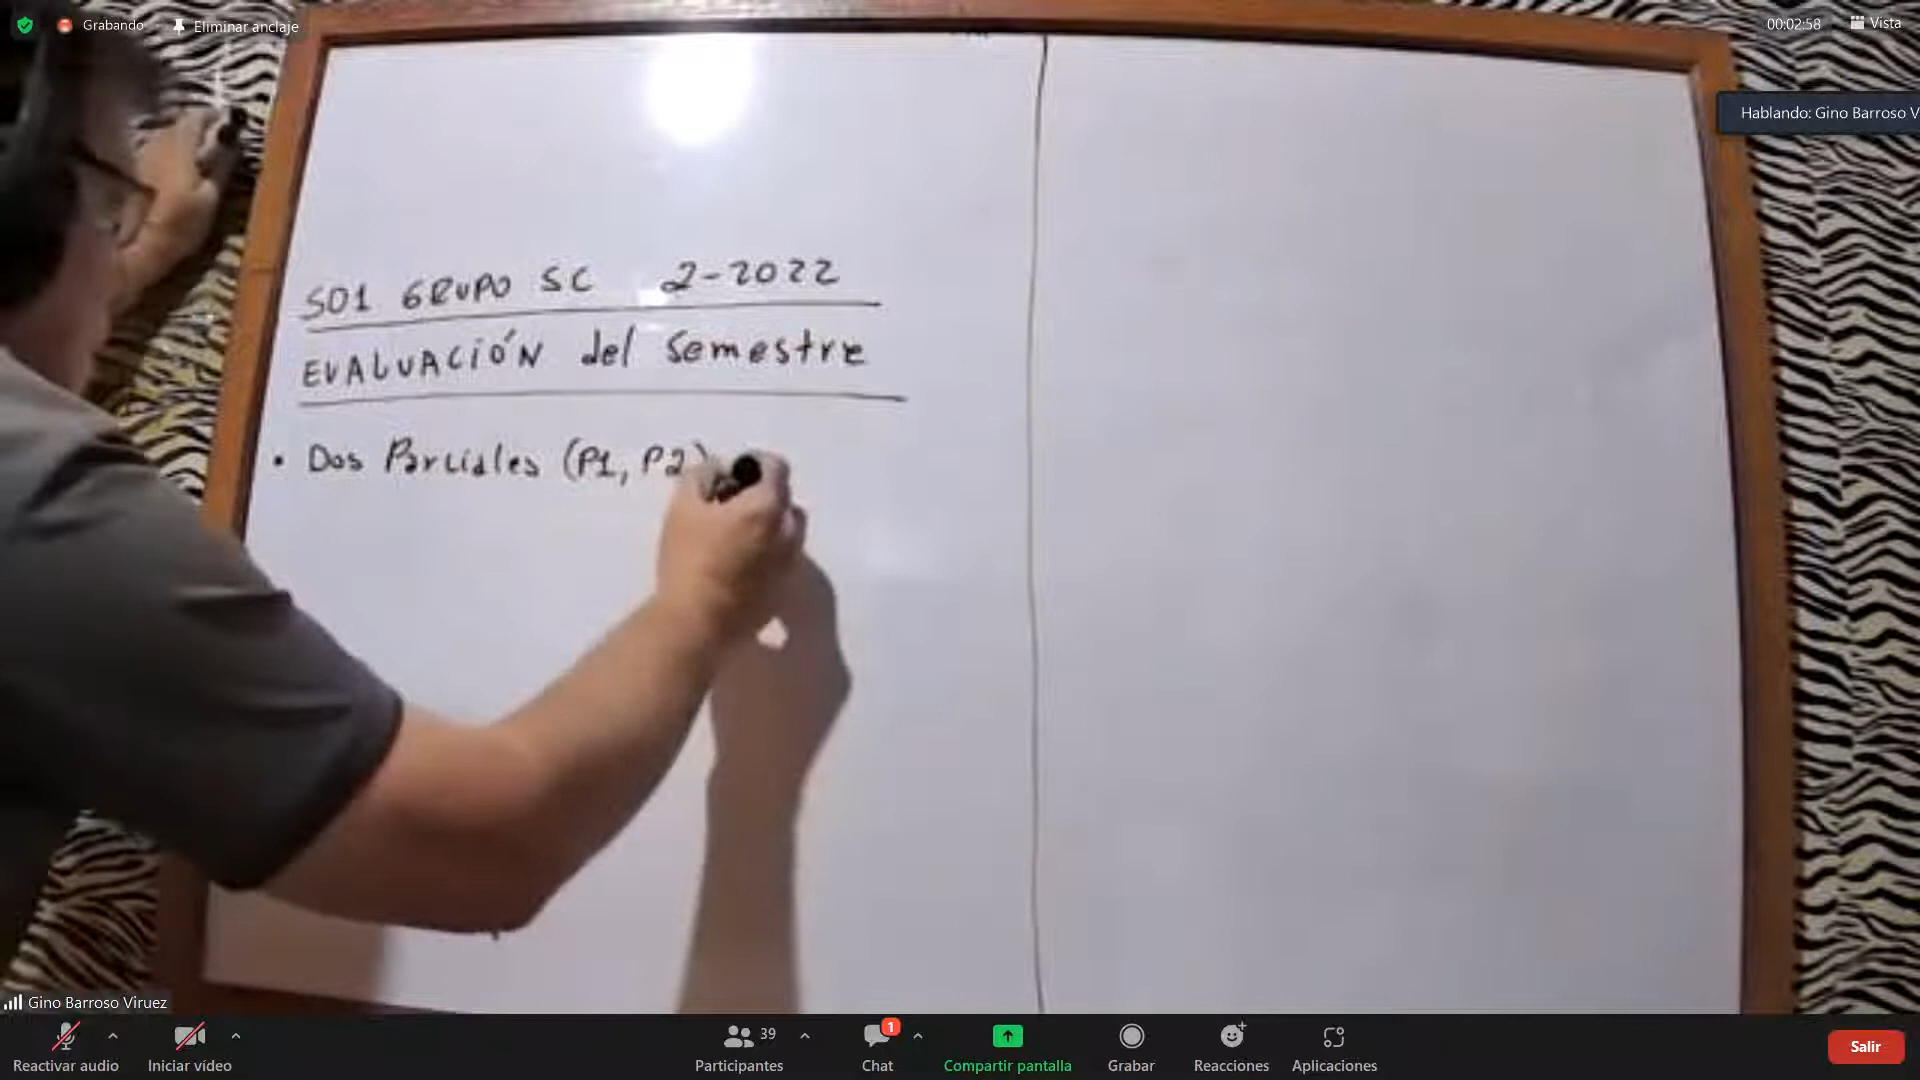 Grabando
Eliminar anclaje
00:02:58
Vista
Hablando: Gino Barroso V
SO1 GRUPO SC 2-2022
EVALUACIÓN del Semestre
• Dos Parciales (P1, P2)
Gino Barroso Viruez
Reactivar audio
Iniciar vídeo
39
Participantes
1
Chat
Compartir pantalla
Grabar
Reacciones
Aplicaciones
Salir